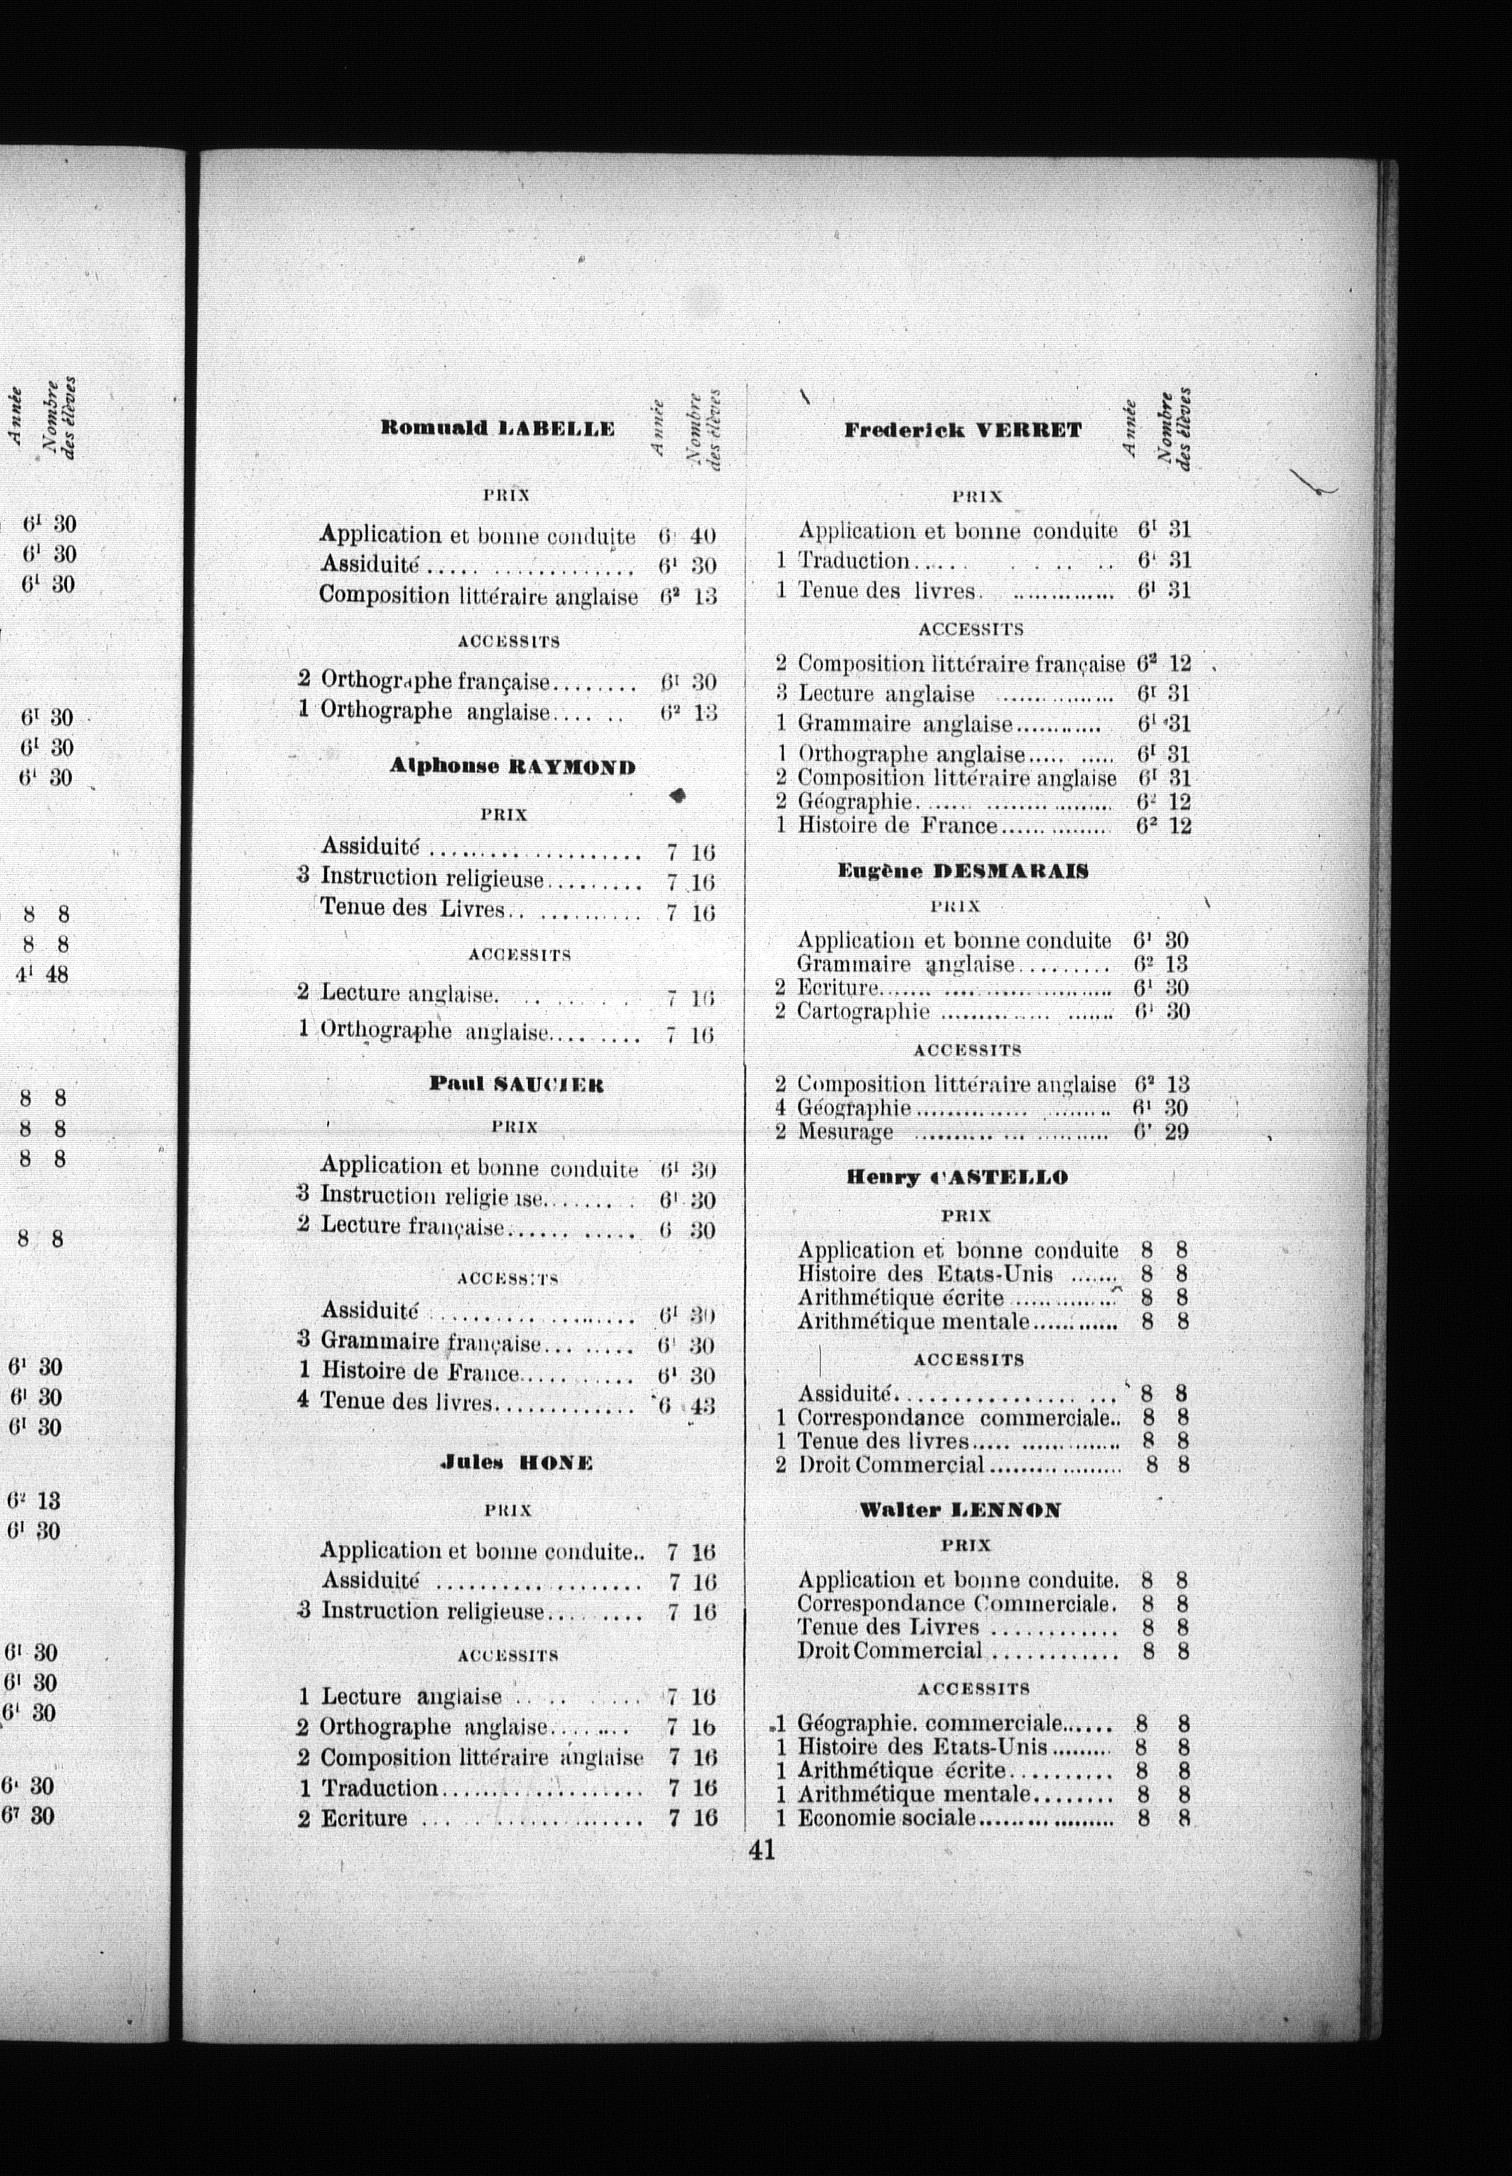 Année
Nombre
des élèves
6¹ 30
6¹ 30
6¹ 30
6¹ 30
6¹ 30
6¹ 30
8 8
8 8
4¹ 48
8 8
8 8
8 8
8 8
6¹ 30
6¹ 30
6¹ 30
6² 13
6¹ 30
6¹ 30
6¹ 30
6¹ 30
6¹ 30
6⁷ 30
Romuald LABELLE
Année
Nombre
des élèves
PRIX
Application et bonne conduite 6 40
Assiduité..... .................. 6¹ 30
Composition littéraire anglaise 6² 13
ACCESSITS
2 Orthographe française........ 6¹ 30
1 Orthographe anglaise.... .. 6² 13
Alphonse RAYMOND
PRIX
Assiduité .................... 7 16
3 Instruction religieuse......... 7 16
Tenue des Livres.. ........... 7 16
ACCESSITS
2 Lecture anglaise. .......... 7 16
1 Orthographe anglaise......... 7 16
Paul SAUCIER
PRIX
Application et bonne conduite 6¹ 30
3 Instruction religieuse........ 6¹ 30
2 Lecture française...... ..... 6 30
ACCESSITS
Assiduité .................... 6¹ 30
3 Grammaire française... ..... 6¹ 30
1 Histoire de France........... 6¹ 30
4 Tenue des livres............. 6 43
Jules HONE
PRIX
Application et bonne conduite.. 7 16
Assiduité .................... 7 16
3 Instruction religieuse......... 7 16
ACCESSITS
1 Lecture anglaise .. .. ..... 7 16
2 Orthographe anglaise........ 7 16
2 Composition littéraire anglaise 7 16
1 Traduction................... 7 16
2 Ecriture ..................... 7 16
Frederick VERRET
Année
Nombre
des élèves
PRIX
Application et bonne conduite 6¹ 31
1 Traduction..... . . .. .. 6¹ 31
1 Tenue des livres. ............. 6¹ 31
ACCESSITS
2 Composition littéraire française 6² 12
3 Lecture anglaise ............... 6¹ 31
1 Grammaire anglaise............ 6¹ 31
1 Orthographe anglaise..... ..... 6¹ 31
2 Composition littéraire anglaise 6¹ 31
2 Géographie....... ................. 6² 12
1 Histoire de France............... 6² 12
Eugène DESMARAIS
PRIX
Application et bonne conduite 6¹ 30
Grammaire anglaise......... 6² 13
2 Ecriture....... .................... 6¹ 30
2 Cartographie .............. ....... 6¹ 30
ACCESSITS
2 Composition littéraire anglaise 6² 13
4 Géographie............... ......... 6¹ 30
2 Mesurage .......... ... .......... 6¹ 29
Henry CASTELLO
PRIX
Application et bonne conduite 8 8
Histoire des Etats-Unis ....... 8 8
Arithmétique écrite .............. 8 8
Arithmétique mentale............ 8 8
ACCESSITS
Assiduité...................... 8 8
1 Correspondance commerciale.. 8 8
1 Tenue des livres..... .............. 8 8
2 Droit Commercial................... 8 8
Walter LENNON
PRIX
Application et bonne conduite. 8 8
Correspondance Commerciale. 8 8
Tenue des Livres ............ 8 8
Droit Commercial............. 8 8
ACCESSITS
1 Géographie. commerciale...... 8 8
1 Histoire des Etats-Unis......... 8 8
1 Arithmétique écrite........... 8 8
1 Arithmétique mentale........ 8 8
1 Economie sociale................... 8 8
41